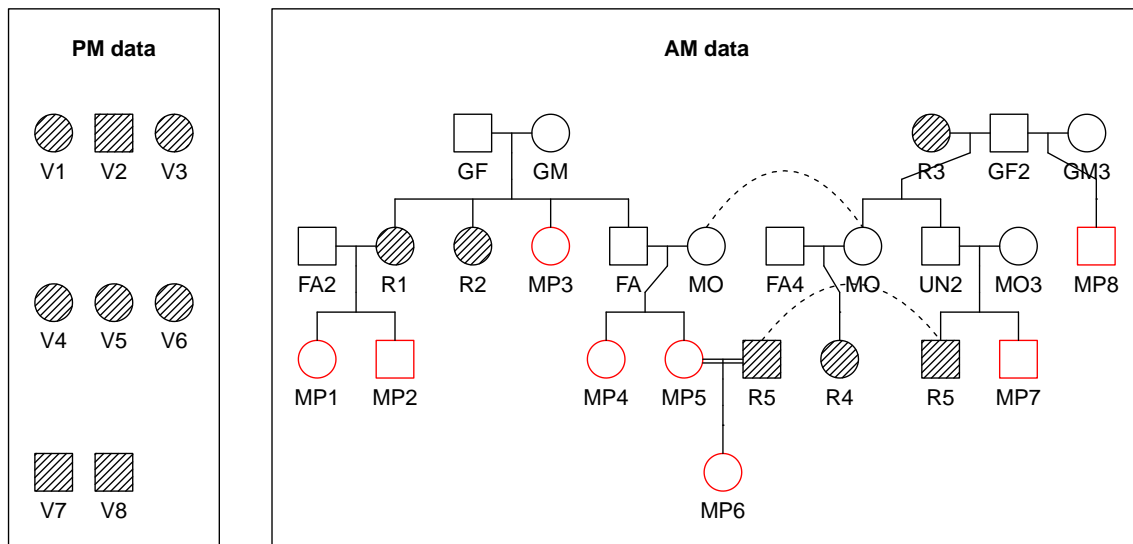 PM data
V1 V2 V3
V4 V5 V6
V7 V8
AM data
GF GM R3 GF2 GM3
FA2 R1 R2 MP3 FA MO FA4 MO UN2 MO3 MP8
MP1 MP2 MP4 MP5 R5 R4 R5 MP7
MP6